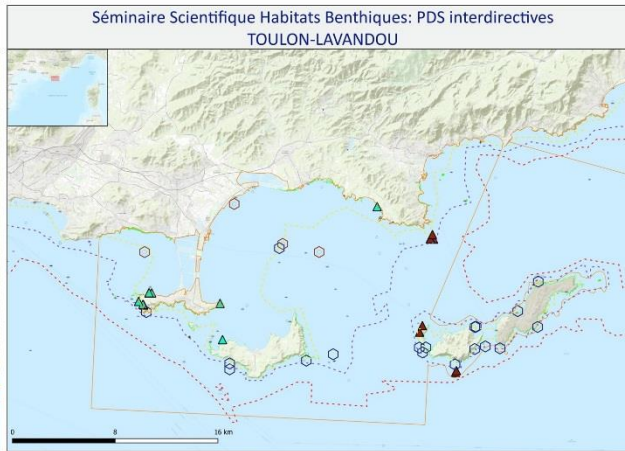 Séminaire Scientifique Habitats Benthiques: PDS interdirectives
TOULON-LAVANDOU
0 8 16 km